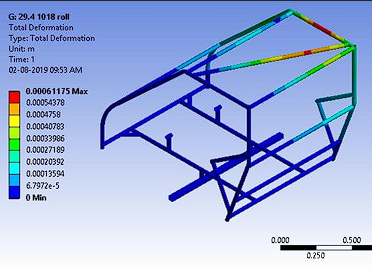 G: 29.4 1018 roll
Total Deformation
Type: Total Deformation
Unit: m
Time: 1
02-08-2019 09:53 AM
0.00061175 Max
0.00054378
0.0004758
0.00040783
0.00033986
0.00027189
0.00020392
0.00013594
6.7972e-5
0 Min
0.000
0.500
0.250